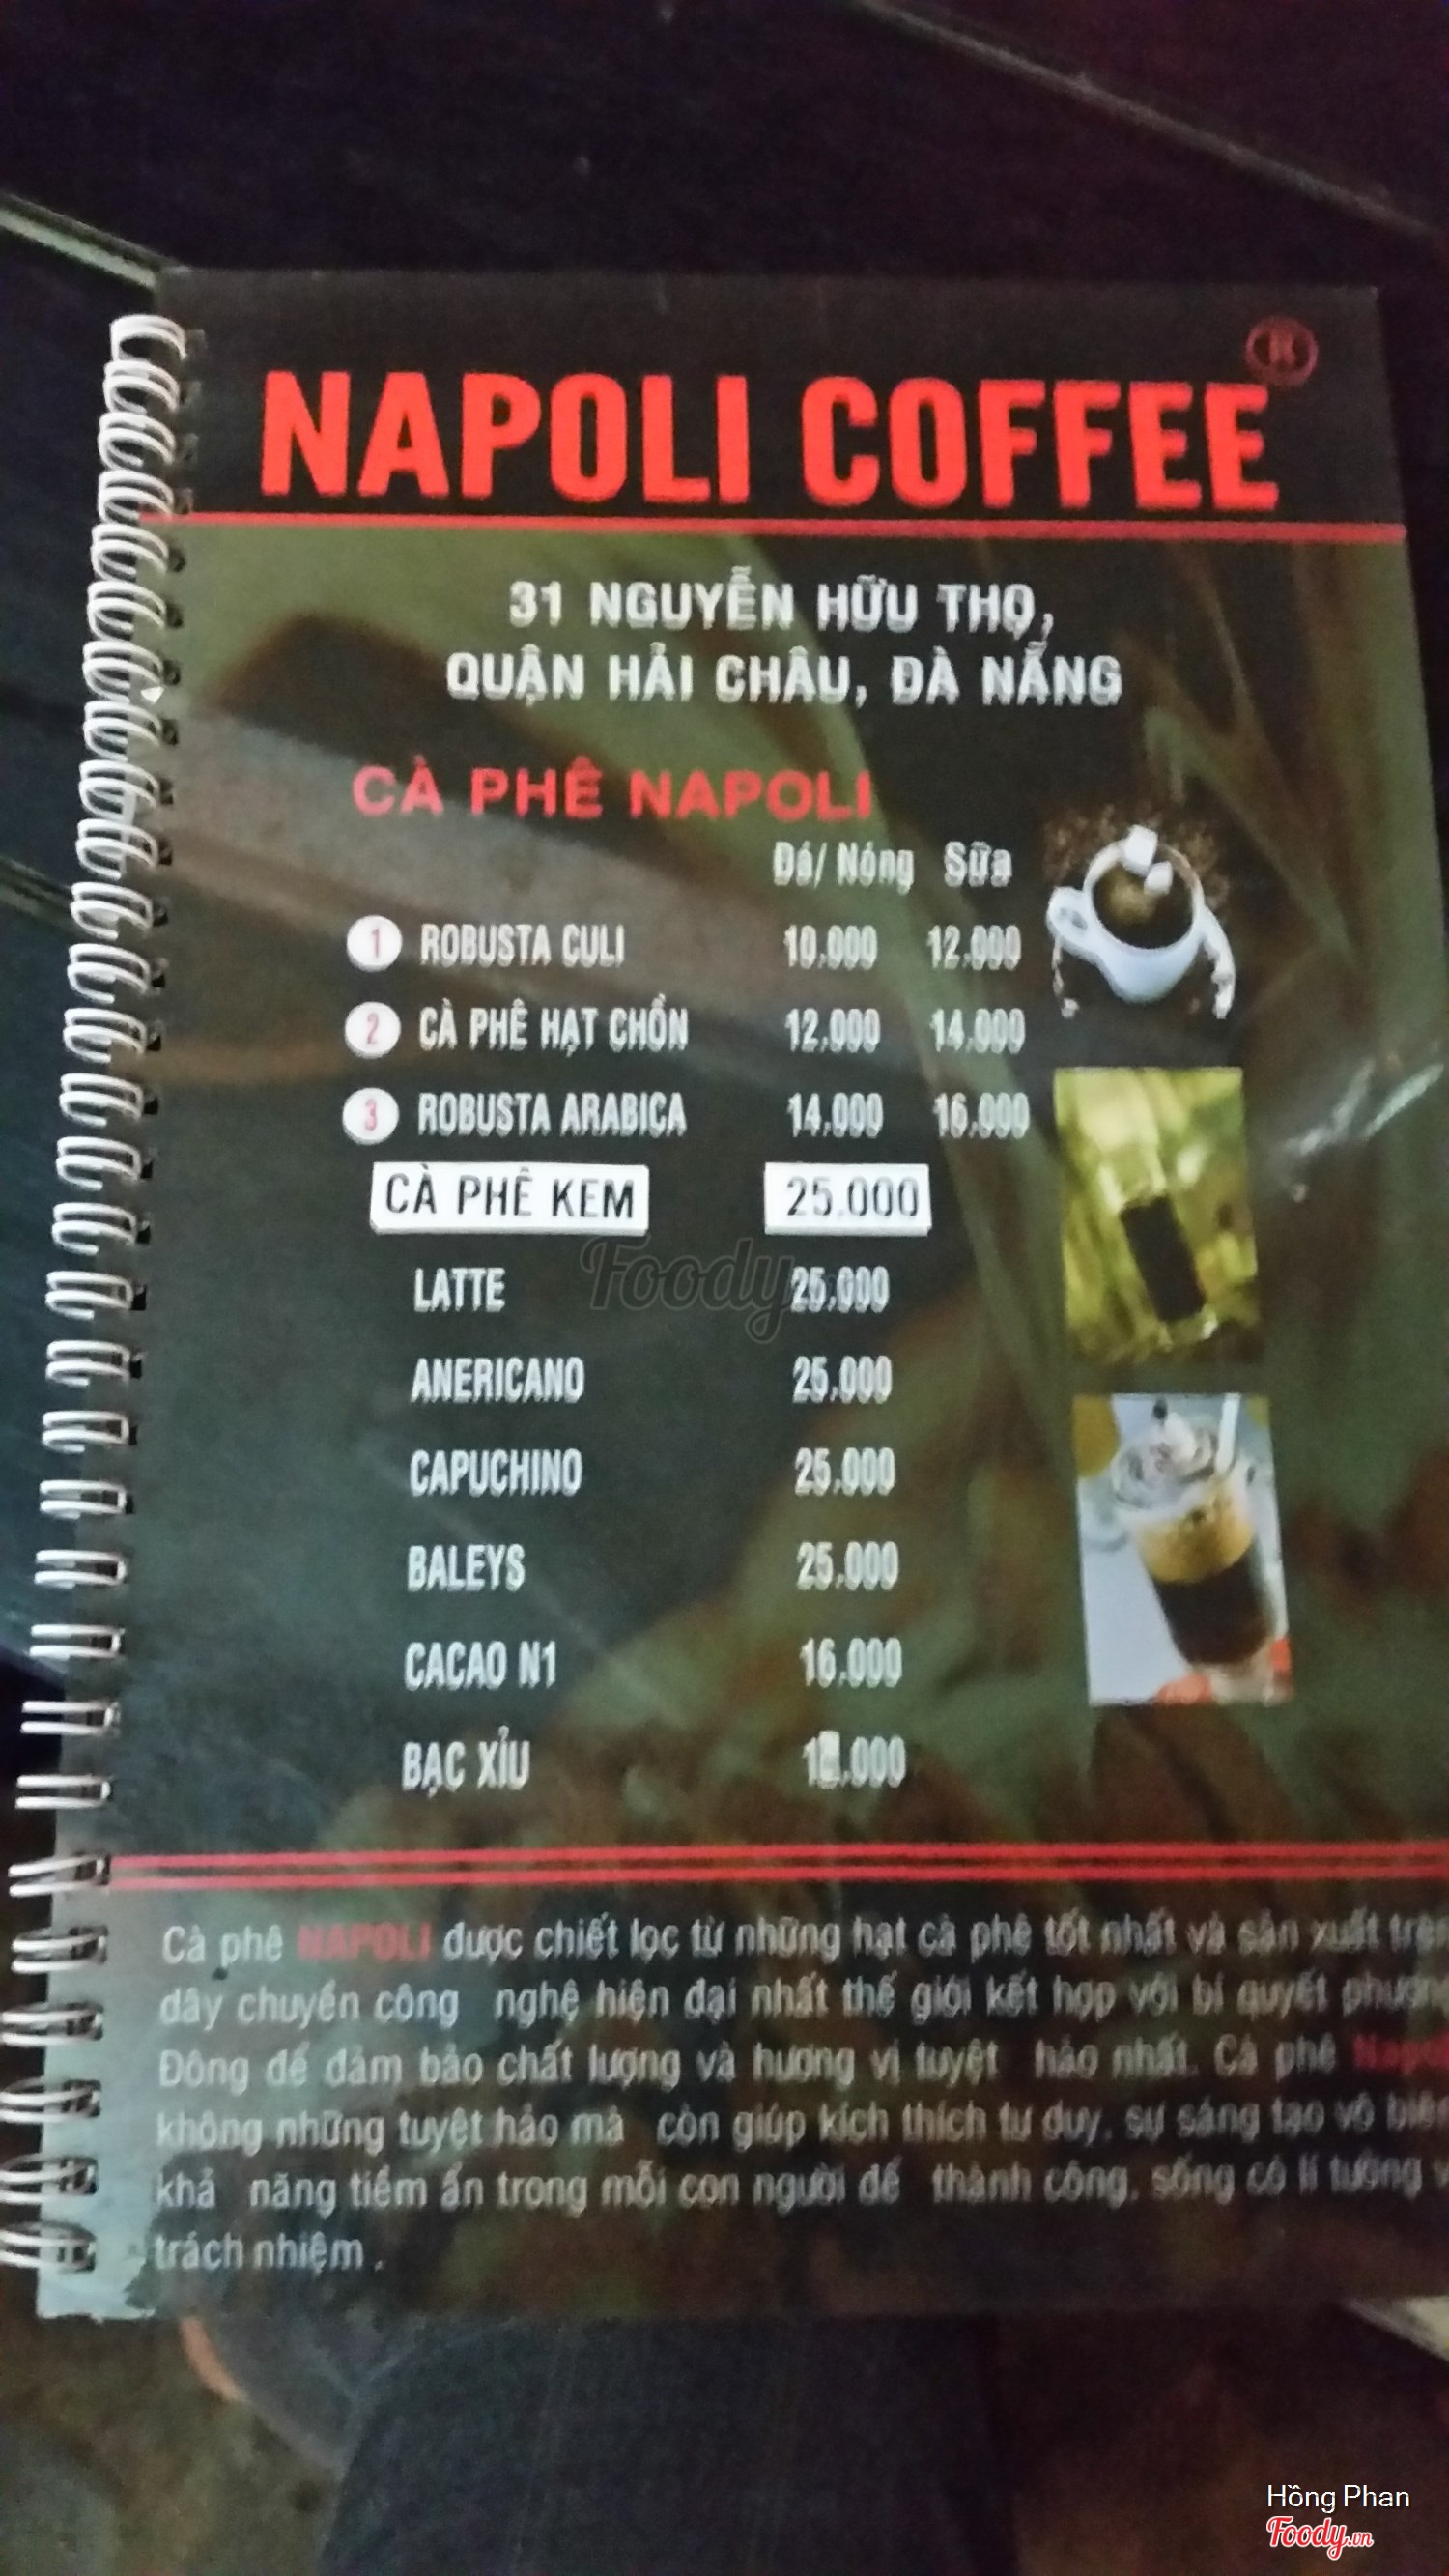 NAPOLI COFFEE ®
31 NGUYỄN HỮU THỌ,
QUẬN HẢI CHÂU, ĐÀ NẴNG
CÀ PHÊ NAPOLI
Đá/ Nóng Sữa
1 ROBUSTA CULI 10.000 12.000
2 CÀ PHÊ HẠT CHỒN 12.000 14.000
3 ROBUSTA ARABICA 14.000 16.000
CÀ PHÊ KEM 25.000
LATTE 25.000
ANERICANO 25.000
CAPUCHINO 25.000
BALEYS 25.000
CACAO N1 16.000
BẠC XỈU
Cà phê NAPOLI được chiết lọc từ những hạt cà phê tốt nhất và sản xuất
dây chuyền công nghệ hiện đại nhất thế giới kết hợp với bí quyết
Đông để đảm bảo chất lượng và hương vị tuyệt hảo nhất. Cà phê
không những tuyệt hảo mà còn giúp kích thích tư duy, sự sáng tạo vô
khả năng tiềm ẩn trong mỗi con người để thành công, sống có lí tưởng
trách nhiệm .
Foody
Hồng Phan
Foody.vn